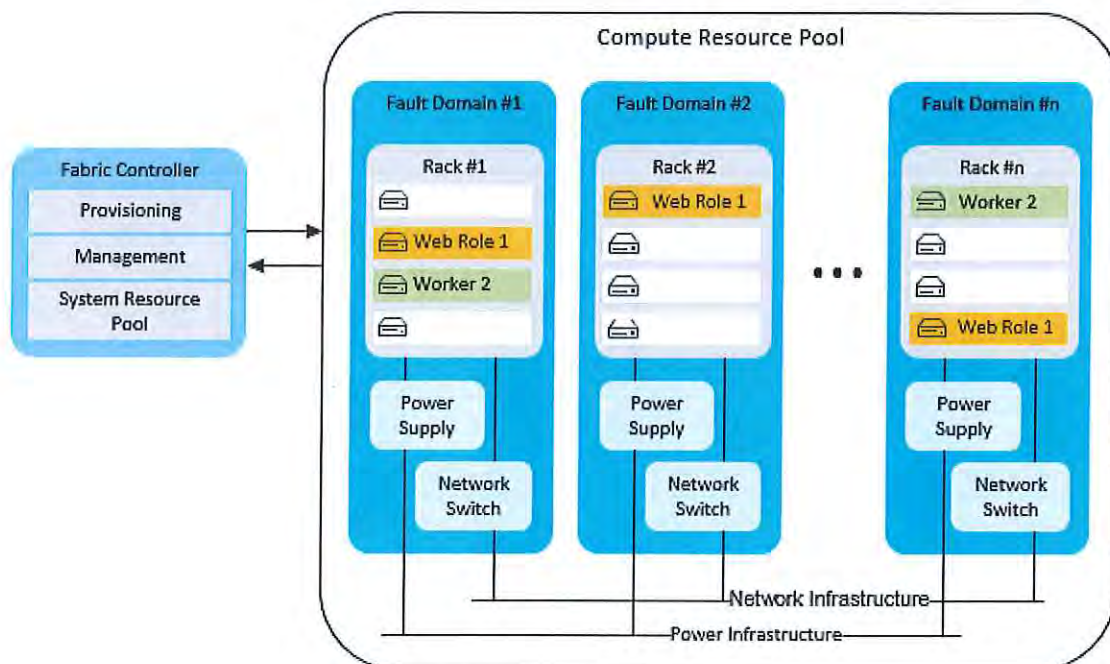 Compute Resource Pool
Fabric Controller
Provisioning
Management
System Resource
Pool
Fault Domain #1
Rack #1
Web Role 1
Worker 2
Power
Supply
Network
Switch
Fault Domain #2
Rack #2
Web Role 1
Power
Supply
Network
Switch
Fault Domain #n
Rack #n
Worker 2
Web Role 1
Power
Supply
Network
Switch
Network Infrastructure
Power Infrastructure